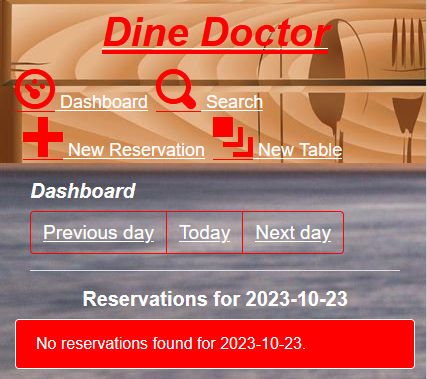 Dine Doctor
Dashboard Search
New Reservation New Table
Dashboard
Previous day Today Next day
Reservations for 2023-10-23
No reservations found for 2023-10-23.